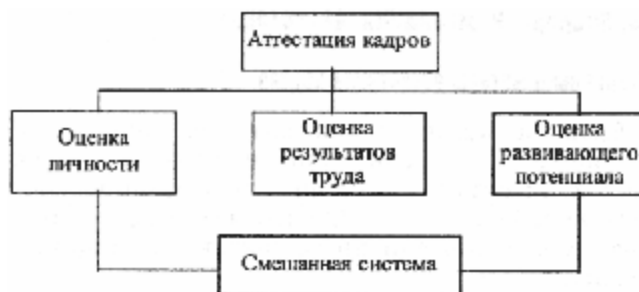 Аттестация кадров
Оценка
личности
Оценка
результатов
труда
Оценка
развивающего
потенциала
Смешанная система